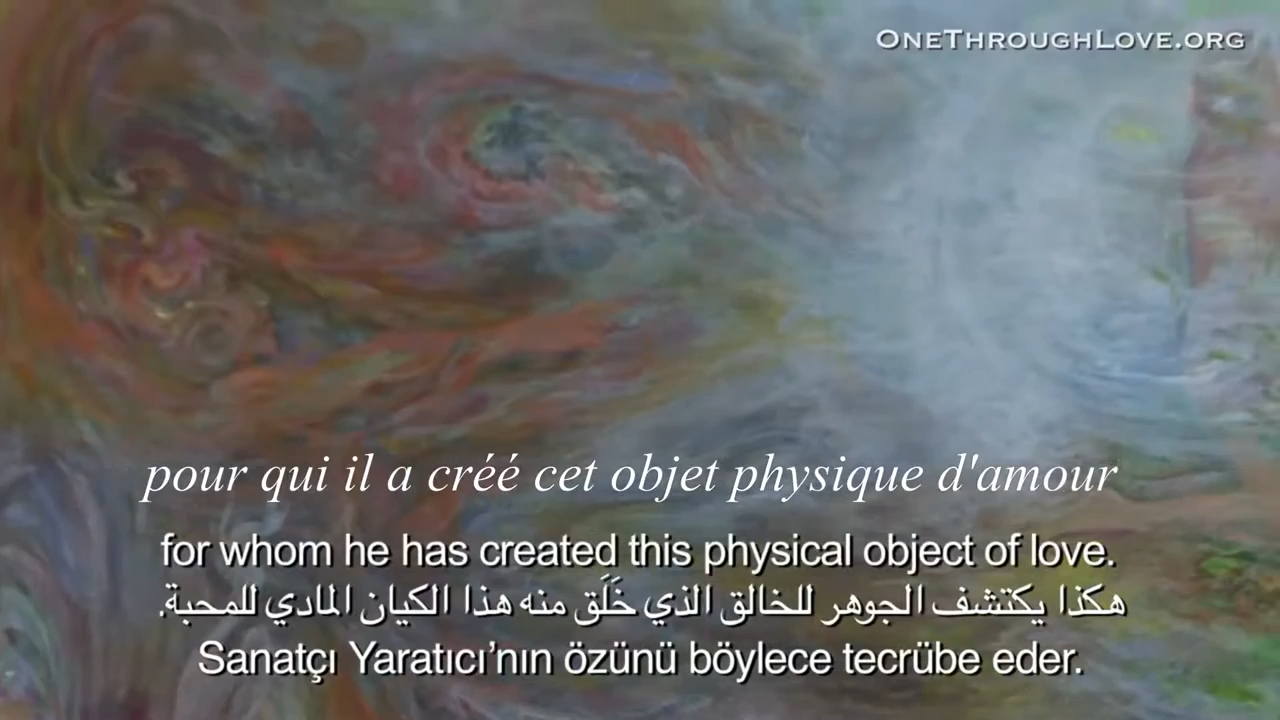 OneThroughLove.org
pour qui il a créé cet objet physique d'amour
for whom he has created this physical object of love.
هكذا يكتشف الجوهر للخالق الذي خَلَق منه هذا الكيان المادي للمحبة.
Sanatçı Yaratıcı’nın özünü böylece tecrübe eder.